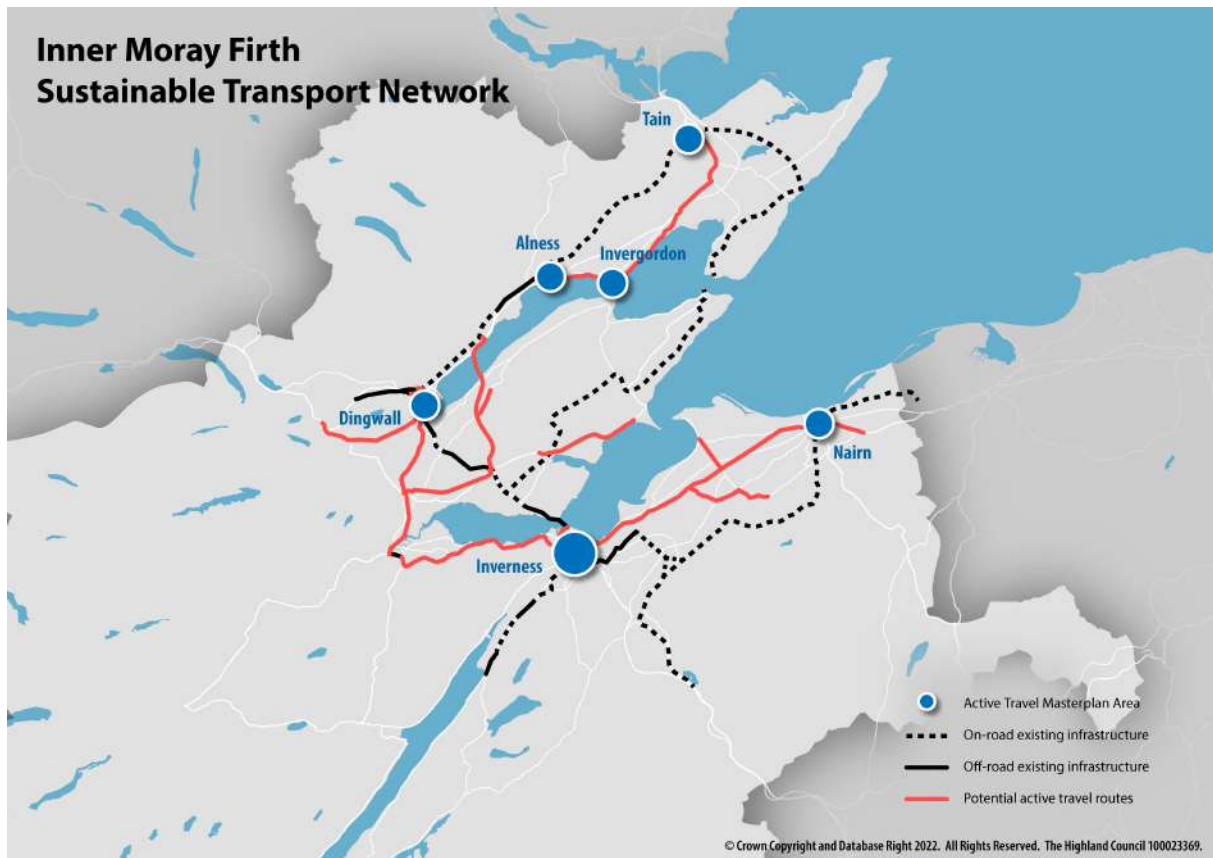 Inner Moray Firth
Sustainable Transport Network
Tain
Alness
Invergordon
Dingwall
Nairn
Inverness
Active Travel Masterplan Area
On-road existing infrastructure
Off-road existing infrastructure
Potential active travel routes
© Crown Copyright and Database Right 2022. All Rights Reserved. The Highland Council 100023369.